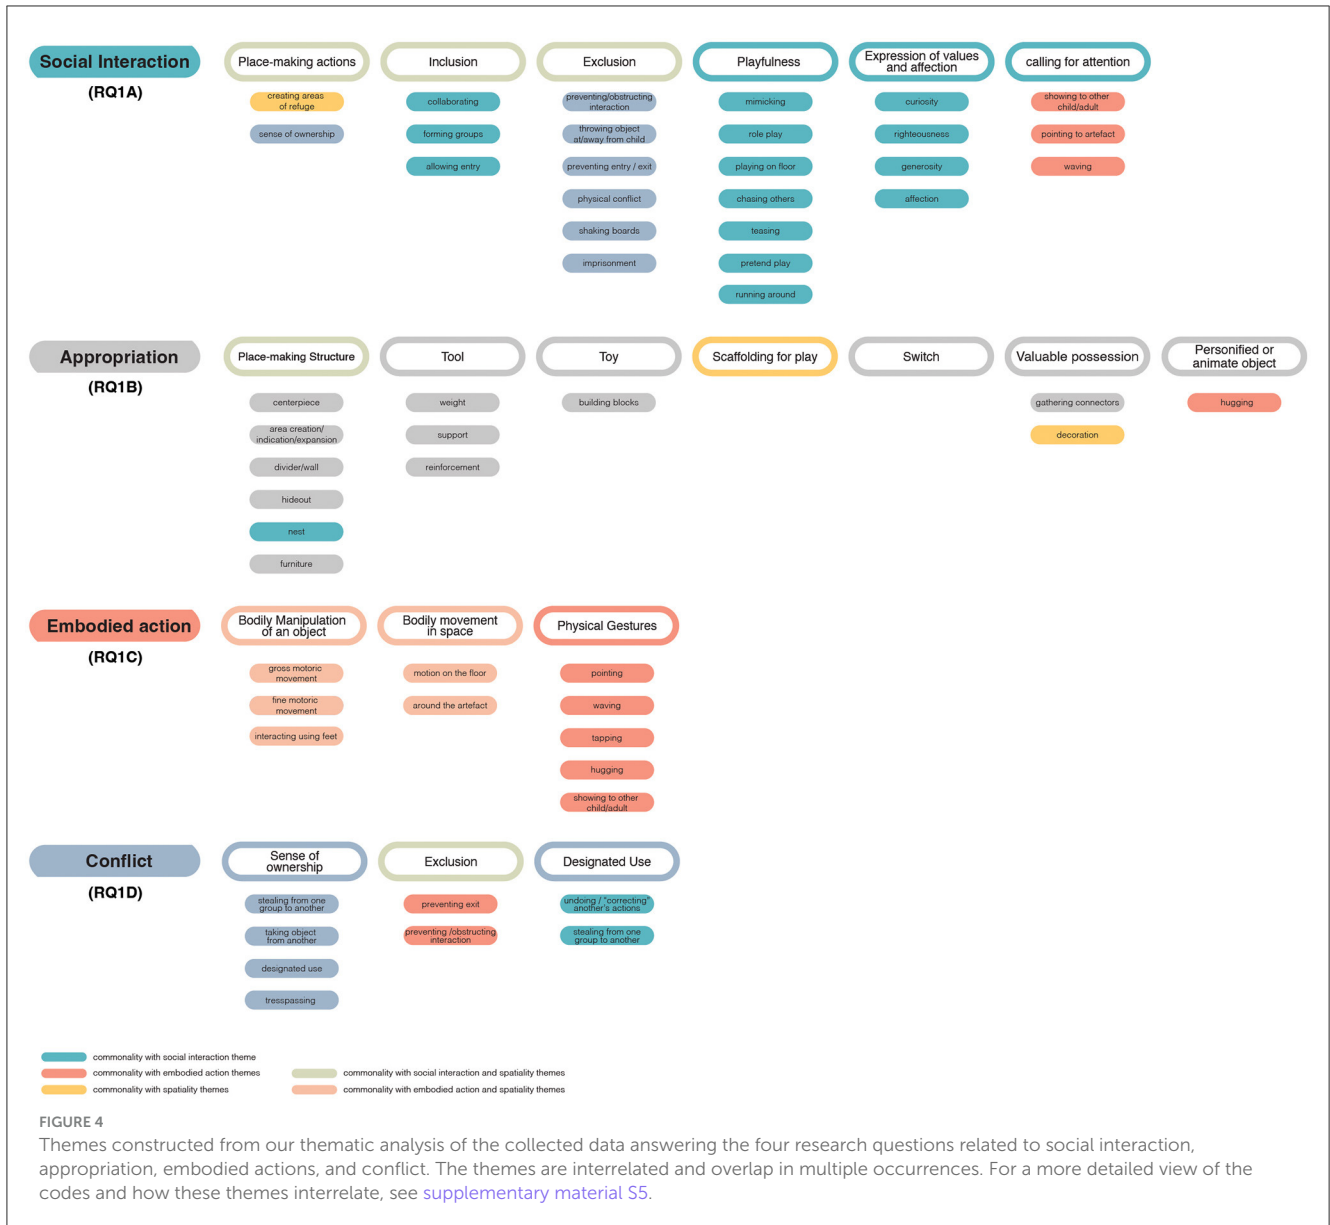 Social Interaction
(RQ1A)
Place-making actions
creating areas
of refuge
sense of ownership
Inclusion
collaborating
forming groups
allowing entry
Exclusion
preventing/obstructing
interaction
throwing object
at/away from child
preventing entry / exit
physical conflict
shaking boards
imprisonment
Playfulness
mimicking
role play
playing on floor
chasing others
teasing
pretend play
running around
Expression of values
and affection
curiosity
righteousness
generosity
affection
calling for attention
showing to other
child/adult
pointing to artefact
waving
Appropriation
(RQ1B)
Place-making Structure
centerpiece
area creation/
indication/expansion
divider/wall
hideout
nest
furniture
Tool
weight
support
reinforcement
Toy
building blocks
Scaffolding for play
Switch
Valuable possession
gathering connectors
decoration
Personified or
animate object
hugging
Embodied action
(RQ1C)
Bodily Manipulation
of an object
gross motoric
movement
fine motoric
movement
interacting using feet
Bodily movement
in space
motion on the floor
around the artefact
Physical Gestures
pointing
waving
tapping
hugging
showing to other
child/adult
Conflict
(RQ1D)
Sense of
ownership
stealing from one
group to another
taking object
from another
designated use
tresspassing
Exclusion
preventing exit
preventing /obstructing
interaction
Designated Use
undoing / "correcting"
another's actions
stealing from one
group to another
commonality with social interaction theme
commonality with embodied action themes
commonality with spatiality themes
commonality with social interaction and spatiality themes
commonality with embodied action and spatiality themes
FIGURE 4
Themes constructed from our thematic analysis of the collected data answering the four research questions related to social interaction,
appropriation, embodied actions, and conflict. The themes are interrelated and overlap in multiple occurrences. For a more detailed view of the
codes and how these themes interrelate, see supplementary material S5.